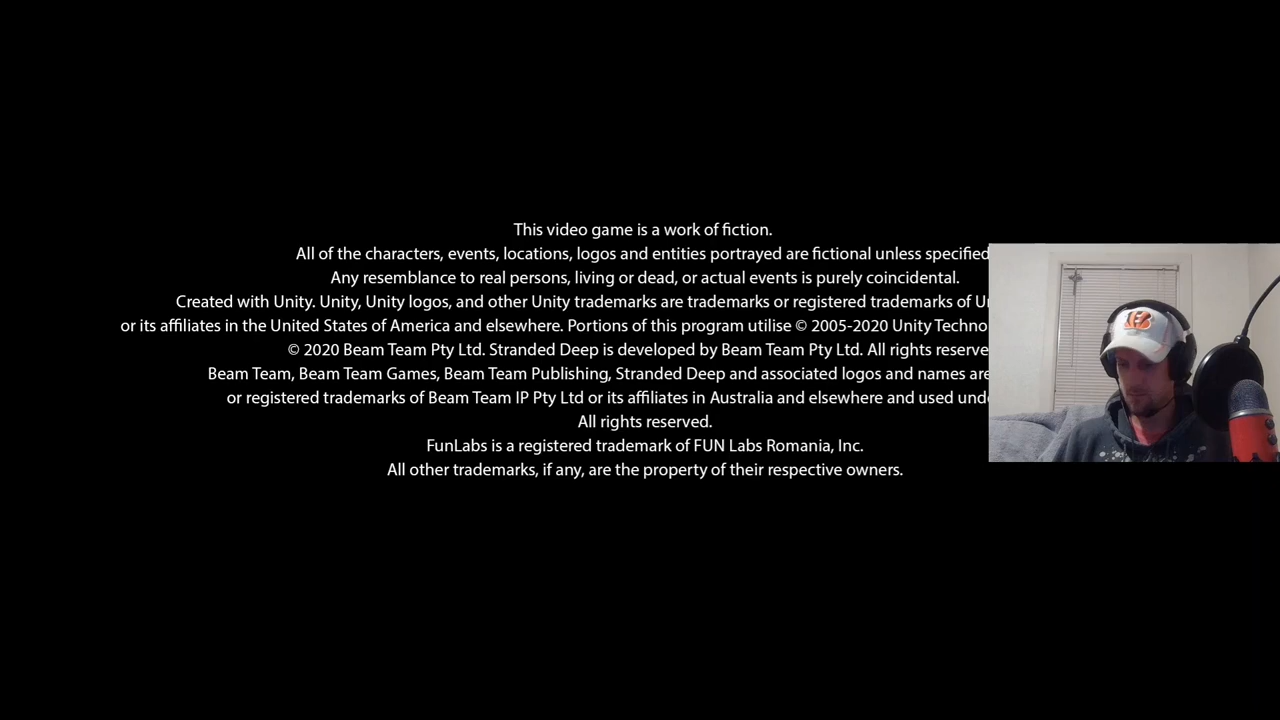 This video game is a work of fiction.
All of the characters, events, locations, logos and entities portrayed are fictional unless specified
Any resemblance to real persons, living or dead, or actual events is purely coincidental.
Created with Unity. Unity, Unity logos, and other Unity trademarks are trademarks or registered trademarks of
or its affiliates in the United States of America and elsewhere. Portions of this program utilise © 2005-2020 Unity
© 2020 Beam Team Pty Ltd. Stranded Deep is developed by Beam Team Pty Ltd. All rights
Beam Team, Beam Team Games, Beam Team Publishing, Stranded Deep and associated logos and names are
or registered trademarks of Beam Team IP Pty Ltd or its affiliates in Australia and elsewhere and used
All rights reserved.
FunLabs is a registered trademark of FUN Labs Romania, Inc.
All other trademarks, if any, are the property of their respective owners.